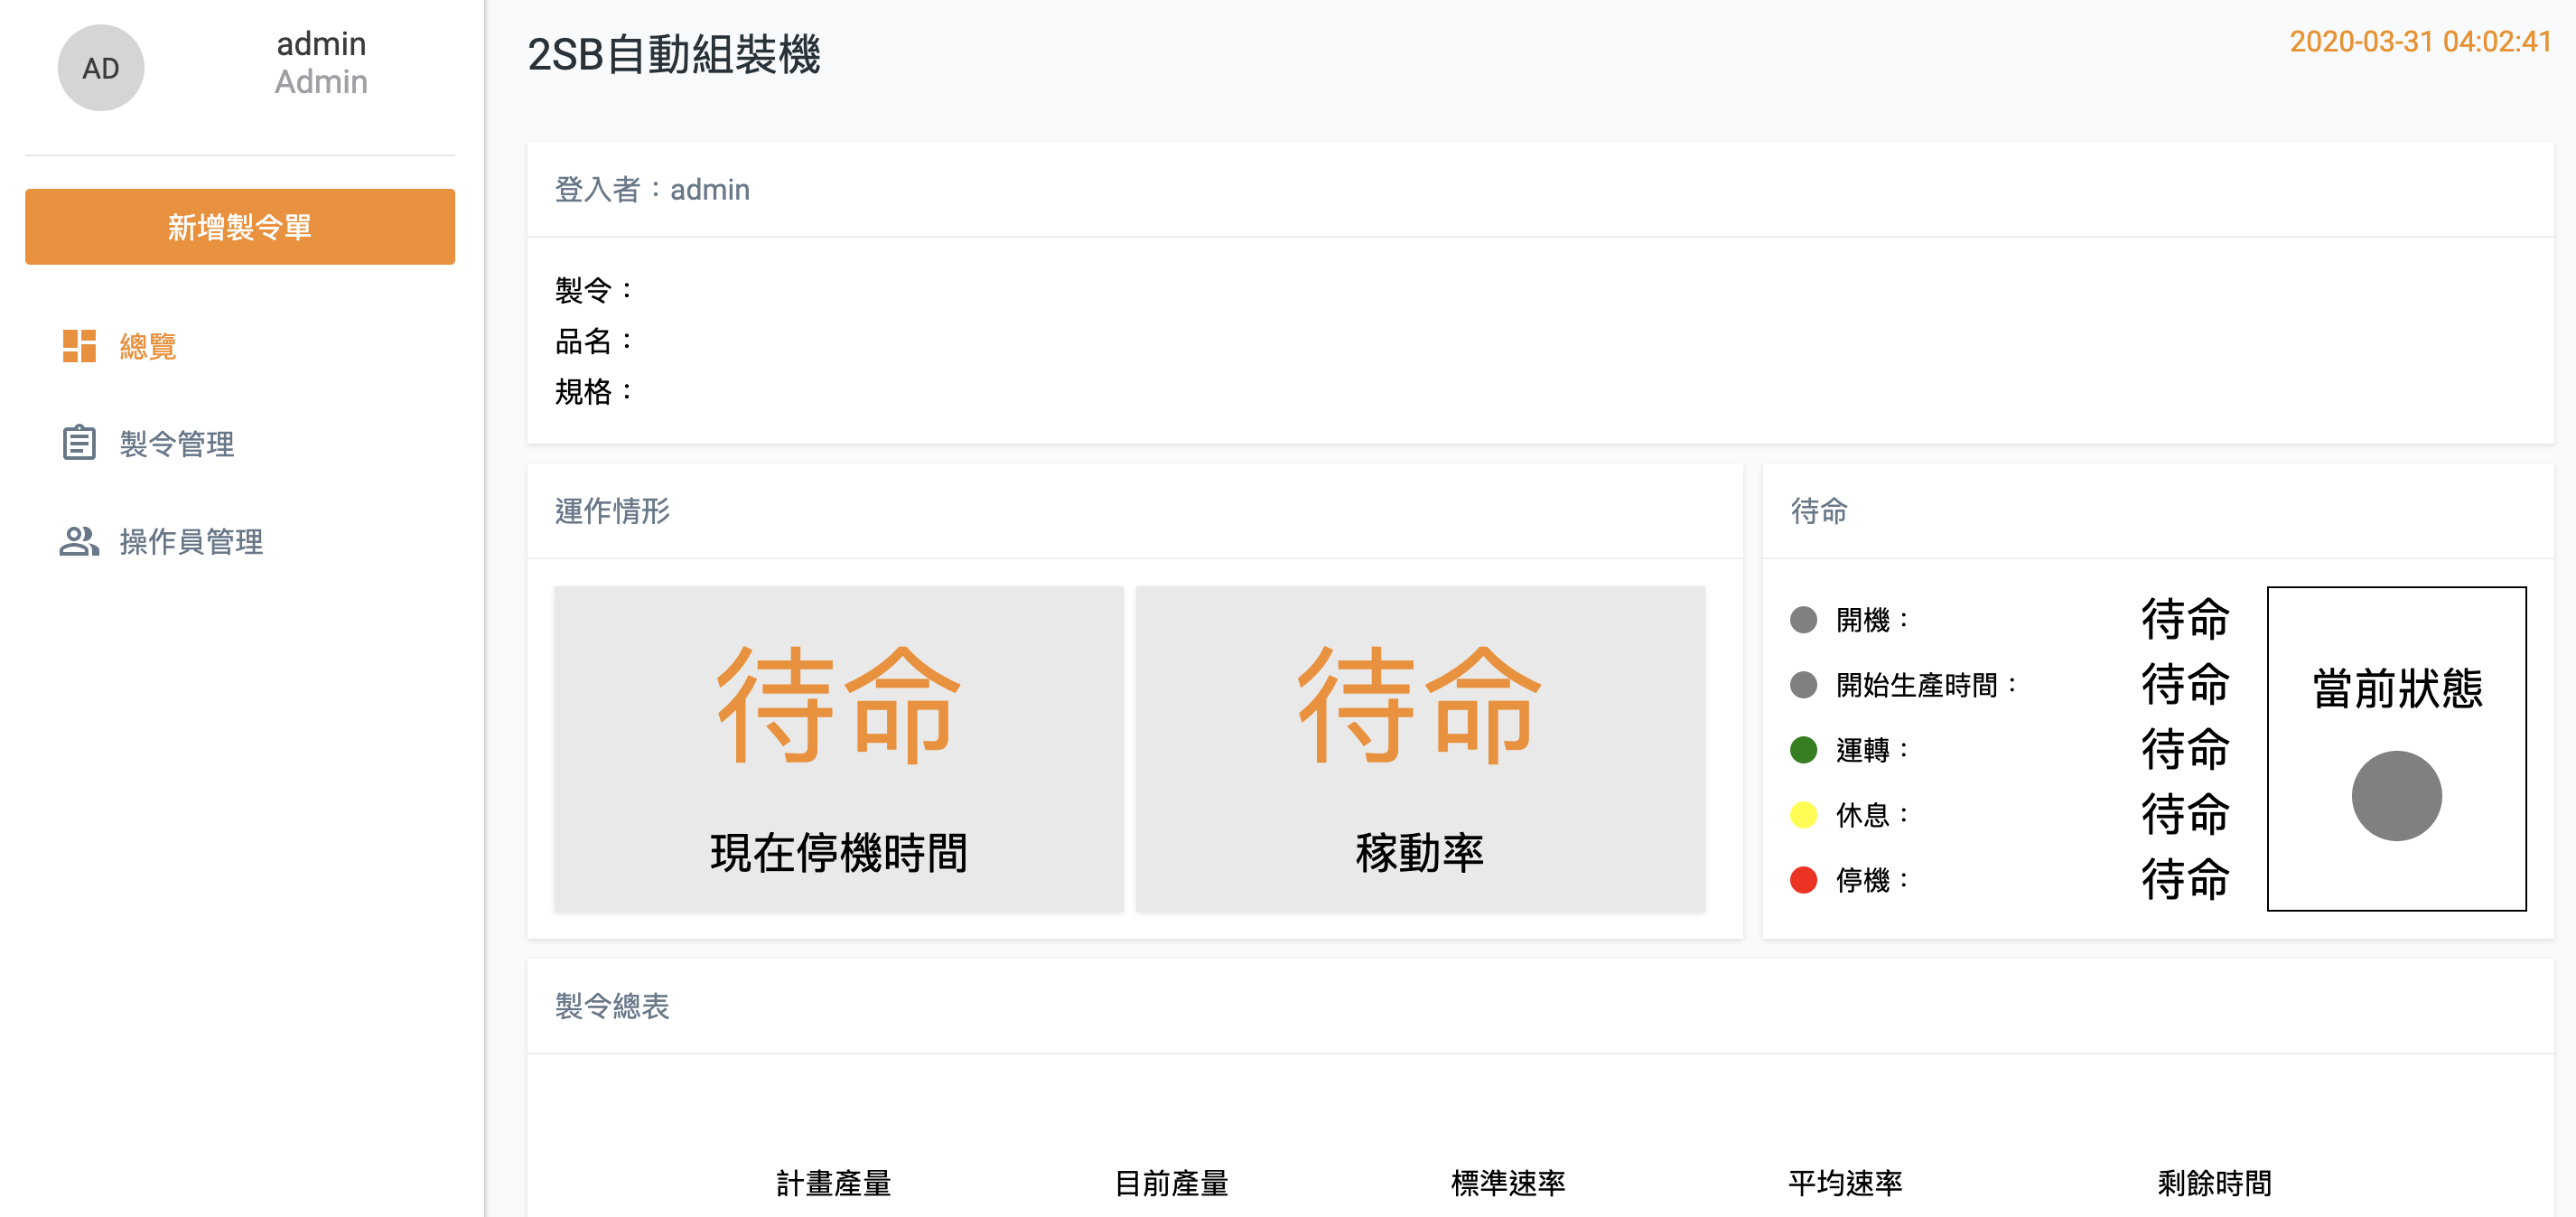 AD
admin
Admin
新增製令單
總覽
製令管理
操作員管理
2SB自動組裝機
2020-03-31 04:02:41
登入者：admin
製令：
品名：
規格：
運作情形
待命
現在停機時間
待命
稼動率
待命
開機： 待命
開始生產時間： 待命
運轉： 待命
休息： 待命
停機： 待命
當前狀態
製令總表
計畫產量 目前產量 標準速率 平均速率 剩餘時間